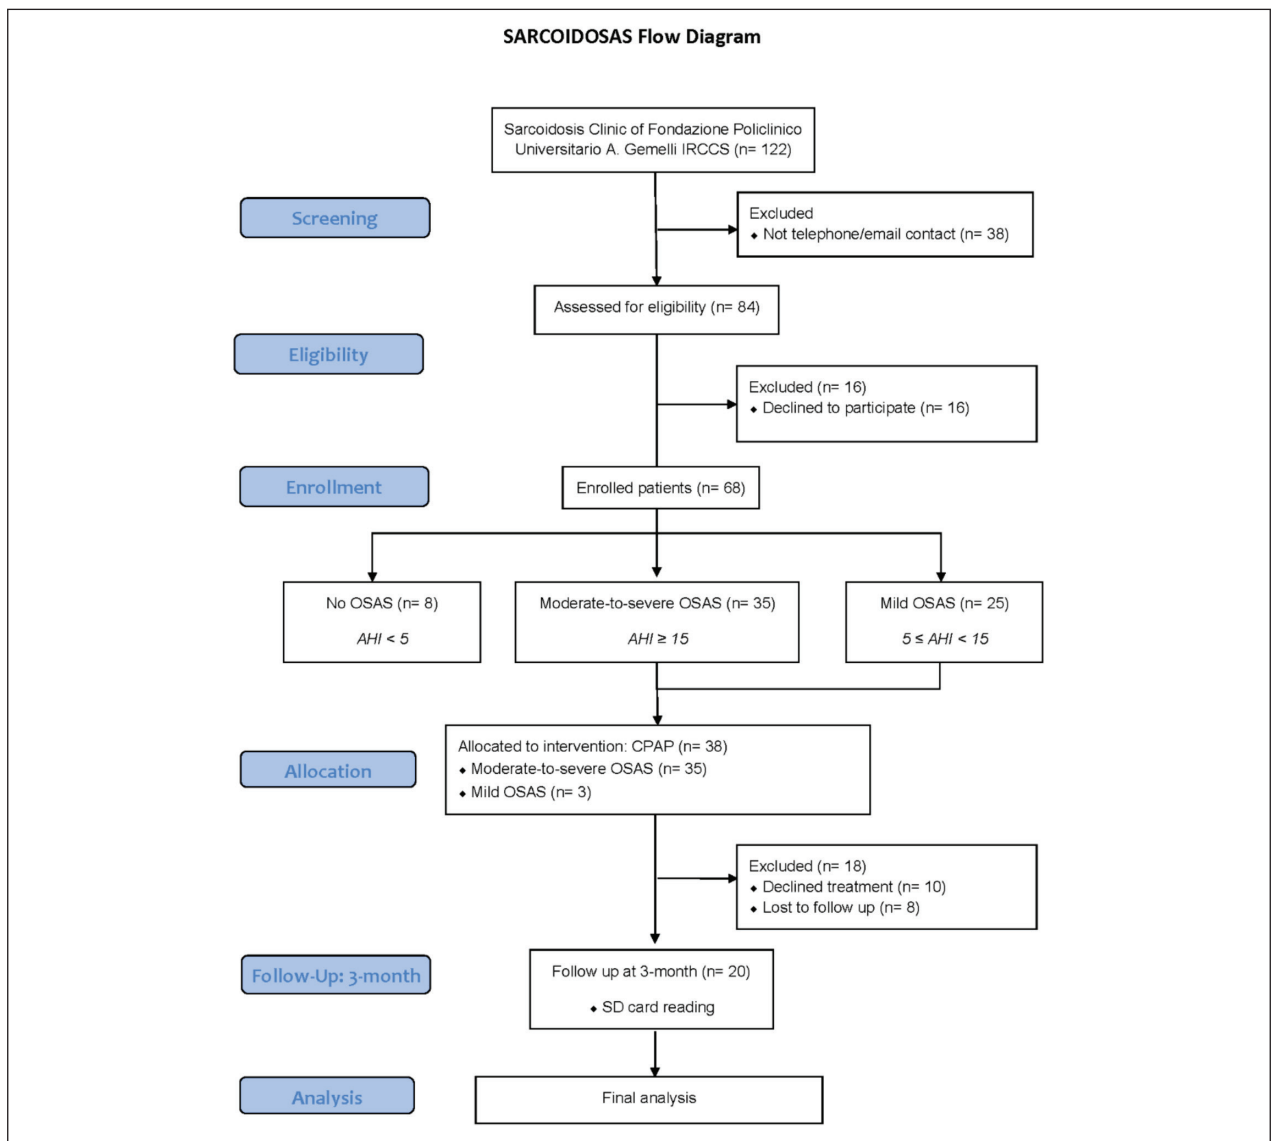 SARCOIDOSAS Flow Diagram
Sarcoidosis Clinic of Fondazione Policlinico
Universitario A. Gemelli IRCCS (n= 122)
Screening
Excluded
⬥ Not telephone/email contact (n= 38)
Assessed for eligibility (n= 84)
Eligibility
Excluded (n= 16)
⬥ Declined to participate (n= 16)
Enrollment
Enrolled patients (n= 68)
No OSAS (n= 8)
AHI < 5
Moderate-to-severe OSAS (n= 35)
AHI ≥ 15
Mild OSAS (n= 25)
5 ≤ AHI < 15
Allocation
Allocated to intervention: CPAP (n= 38)
⬥ Moderate-to-severe OSAS (n= 35)
⬥ Mild OSAS (n= 3)
Excluded (n= 18)
⬥ Declined treatment (n= 10)
⬥ Lost to follow up (n= 8)
Follow-Up: 3-month
Follow up at 3-month (n= 20)
⬥ SD card reading
Analysis
Final analysis